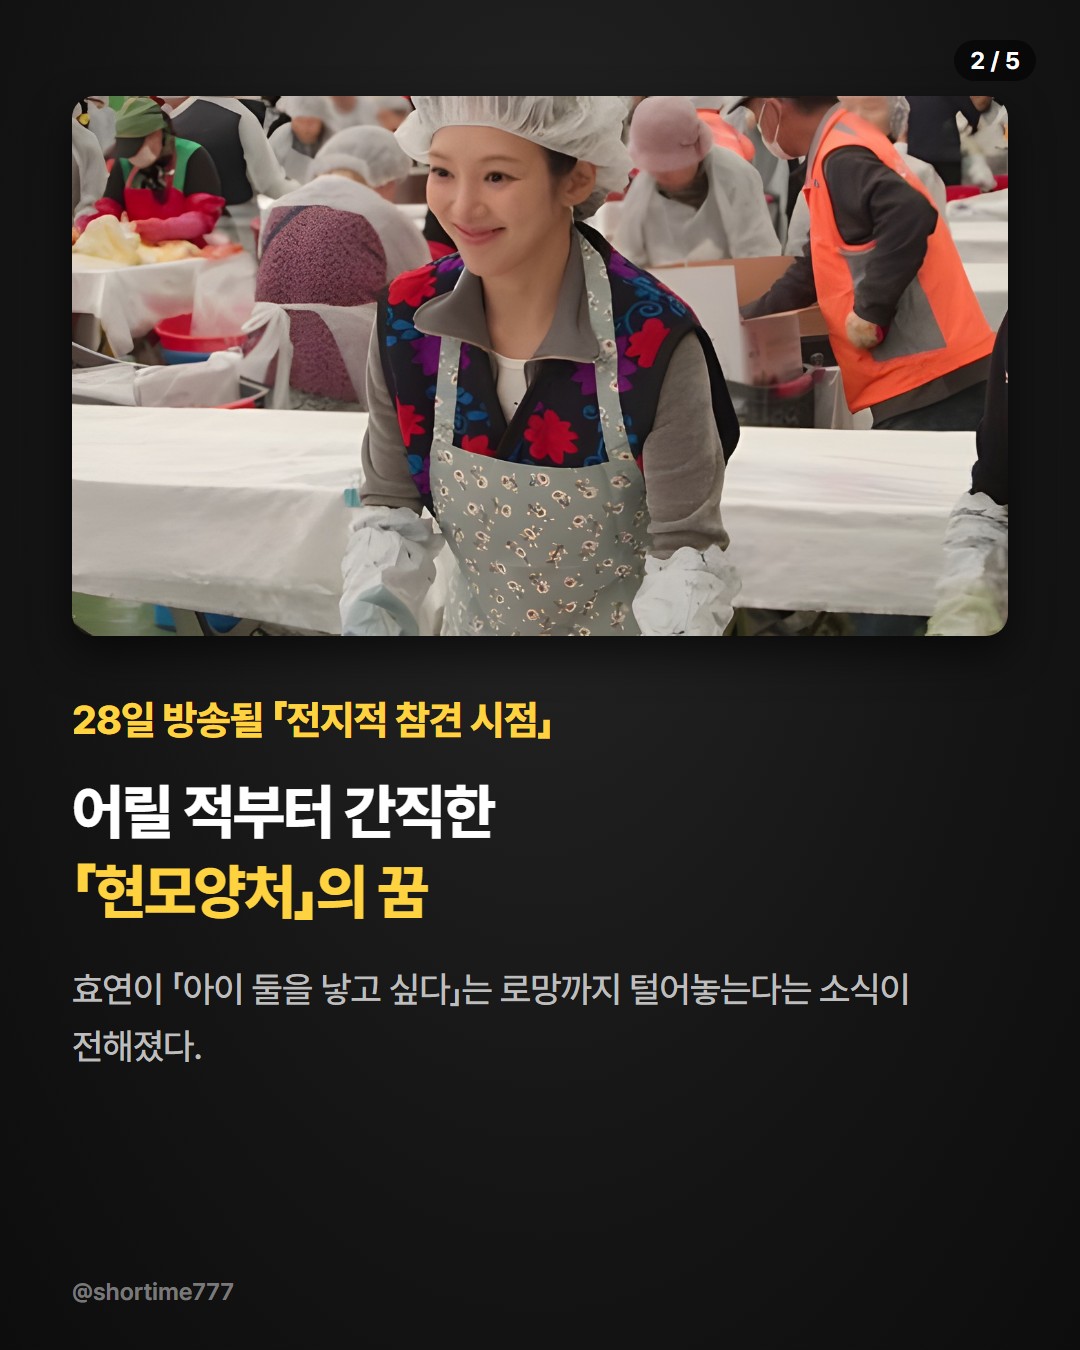 2 / 5
28일 방송될 「전지적 참견 시점」
어릴 적부터 간직한
「현모양처」의 꿈
효연이 「아이 둘을 낳고 싶다」는 로망까지 털어놓는다는 소식이
전해졌다.
@shortime777